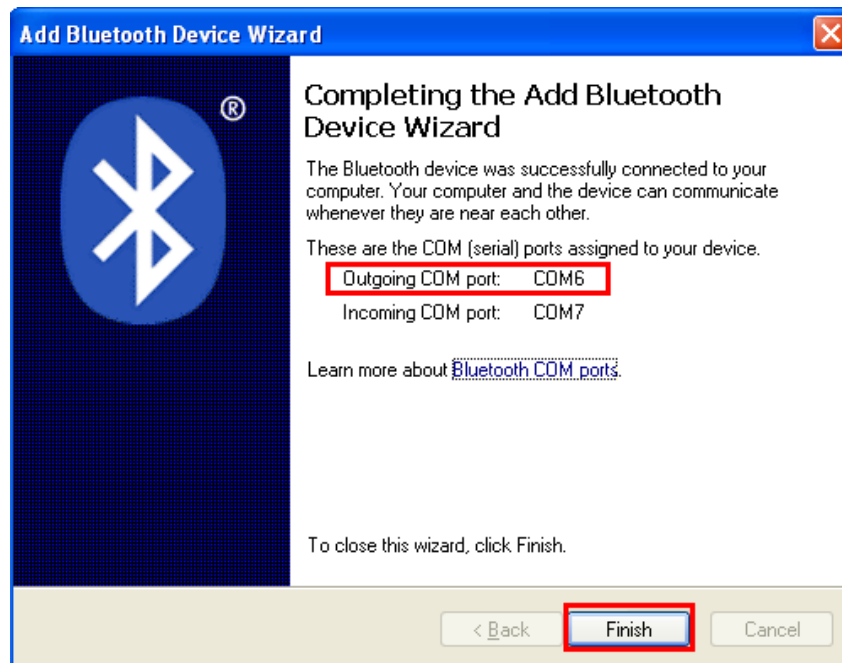 Add Bluetooth Device Wizard
®
Completing the Add Bluetooth
Device Wizard
The Bluetooth device was successfully connected to your
computer. Your computer and the device can communicate
whenever they are near each other.
These are the COM (serial) ports assigned to your device.
Outgoing COM port: COM6
Incoming COM port: COM7
Learn more about Bluetooth COM ports.
To close this wizard, click Finish.
< Back Finish Cancel